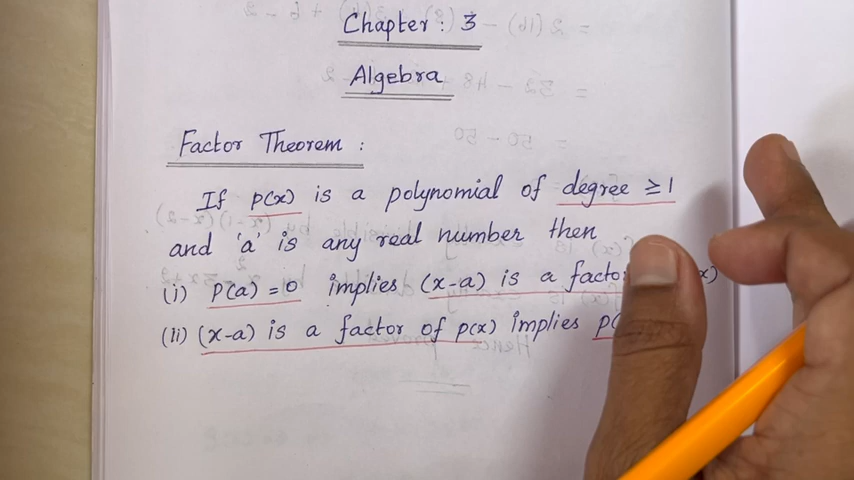 Chapter : 3
Algebra
Factor Theorem :
If p(x) is a polynomial of degree ≥ 1
and 'a' is any real number then
(i) p(a) = 0 implies (x-a) is a facto x)
(ii) (x-a) is a factor of p(x) implies p(